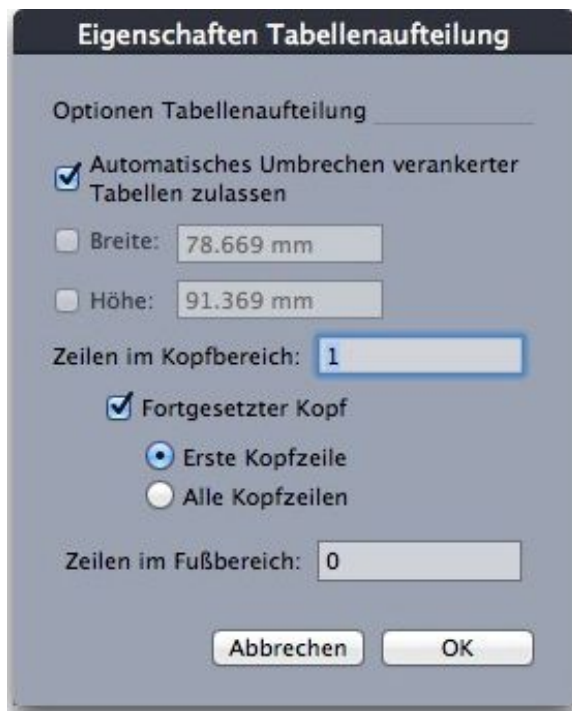 Eigenschaften Tabellenaufteilung
Optionen Tabellenaufteilung
Automatisches Umbrechen verankerter
Tabellen zulassen
Breite: 78.669 mm
Höhe: 91.369 mm
Zeilen im Kopfbereich: 1
Fortgesetzter Kopf
Erste Kopfzeile
Alle Kopfzeilen
Zeilen im Fußbereich: 0
Abbrechen OK